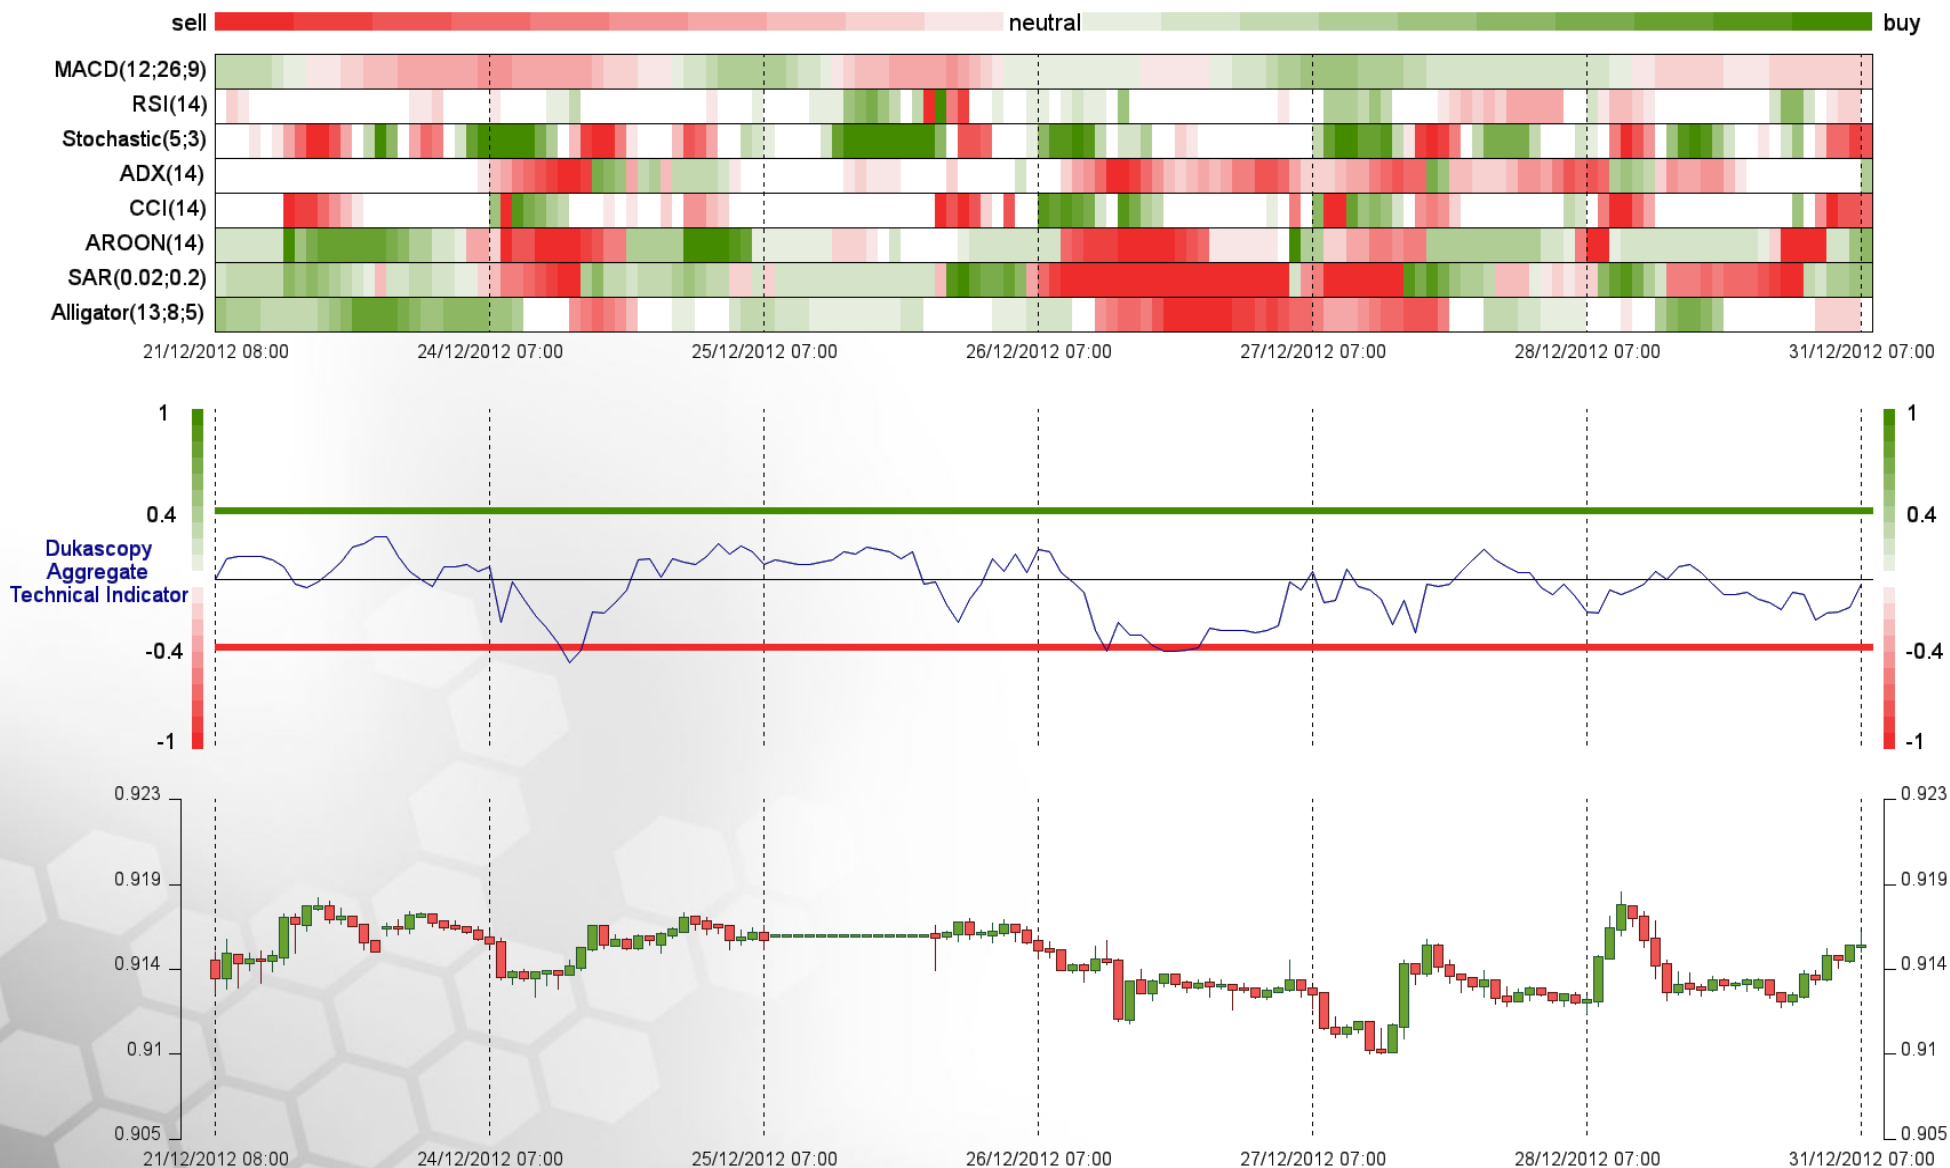 sell neutral buy
MACD(12;26;9)
RSI(14)
Stochastic(5;3)
ADX(14)
CCI(14)
AROON(14)
SAR(0.02;0.2)
Alligator(13;8;5)
21/12/2012 08:00 24/12/2012 07:00 25/12/2012 07:00 26/12/2012 07:00 27/12/2012 07:00 28/12/2012 07:00 31/12/2012 07:00
1 1
0.4 0.4
Dukascopy
Aggregate
Technical Indicator
-0.4 -0.4
-1 -1
0.923 0.923
0.919 0.919
0.914 0.914
0.91 0.91
0.905 0.905
21/12/2012 08:00 24/12/2012 07:00 25/12/2012 07:00 26/12/2012 07:00 27/12/2012 07:00 28/12/2012 07:00 31/12/2012 07:00